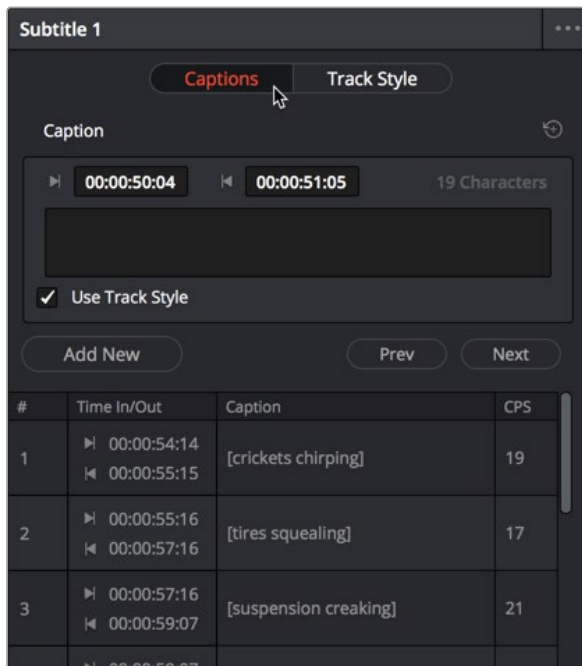 Subtitle 1
Captions Track Style
Caption
00:00:50:04 00:00:51:05 19 Characters
Use Track Style
Add New Prev Next
# Time In/Out Caption CPS
1 00:00:54:14 [crickets chirping] 19
00:00:55:15
2 00:00:55:16 [tires squealing] 17
00:00:57:16
3 00:00:57:16 [suspension creaking] 21
00:00:59:07